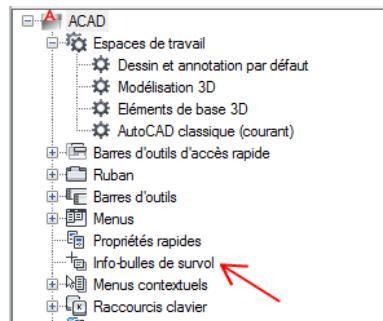 ACAD
Espaces de travail
Dessin et annotation par défaut
Modélisation 3D
Eléments de base 3D
AutoCAD classique (courant)
Barres d'outils d'accès rapide
Ruban
Barres d'outils
Menus
Propriétés rapides
Info-bulles de survol
Menus contextuels
Raccourcis clavier